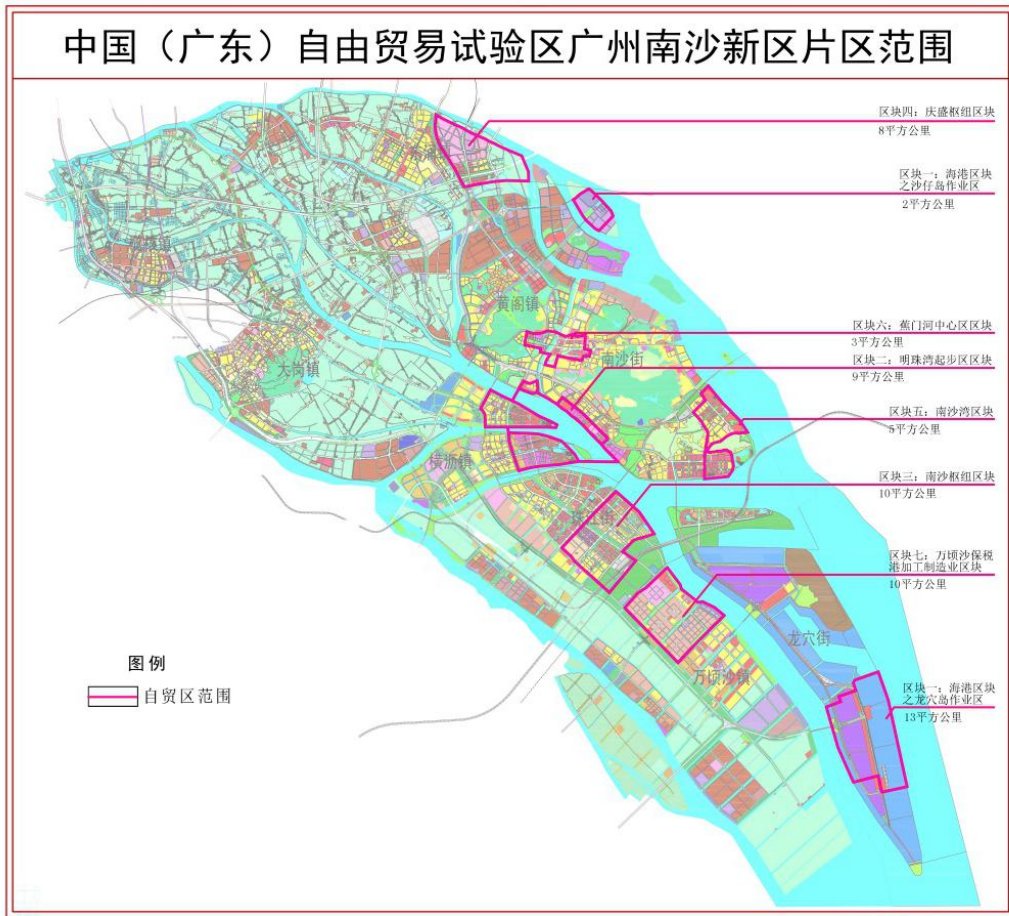 中国（广东）自由贸易试验区广州南沙新区片区范围
区块四：庆盛枢纽区块
8平方公里
区块一：海港区块
之沙仔岛作业区
2平方公里
黄阁镇
区块六：蕉门河中心区区块
3平方公里
南沙街
区块二：明珠湾起步区区块
9平方公里
大岗镇
区块五：南沙湾区块
5平方公里
横沥镇
区块三：南沙枢纽区块
10平方公里
珠江街
区块七：万顷沙保税
港加工制造业区块
10平方公里
龙穴街
图例
自贸区范围
万顷沙镇
区块一：海港区块
之龙穴岛作业区
13平方公里